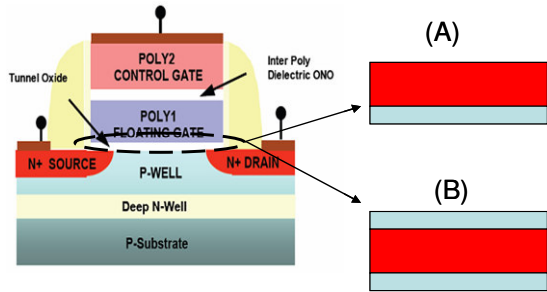 (A)
POLY2
CONTROL GATE
Inter Poly
Dielectric ONO
Tunnel Oxide
POLY1
FLOATING GATE
N+ SOURCE
P-WELL
N+ DRAIN
Deep N-Well
P-Substrate
(B)